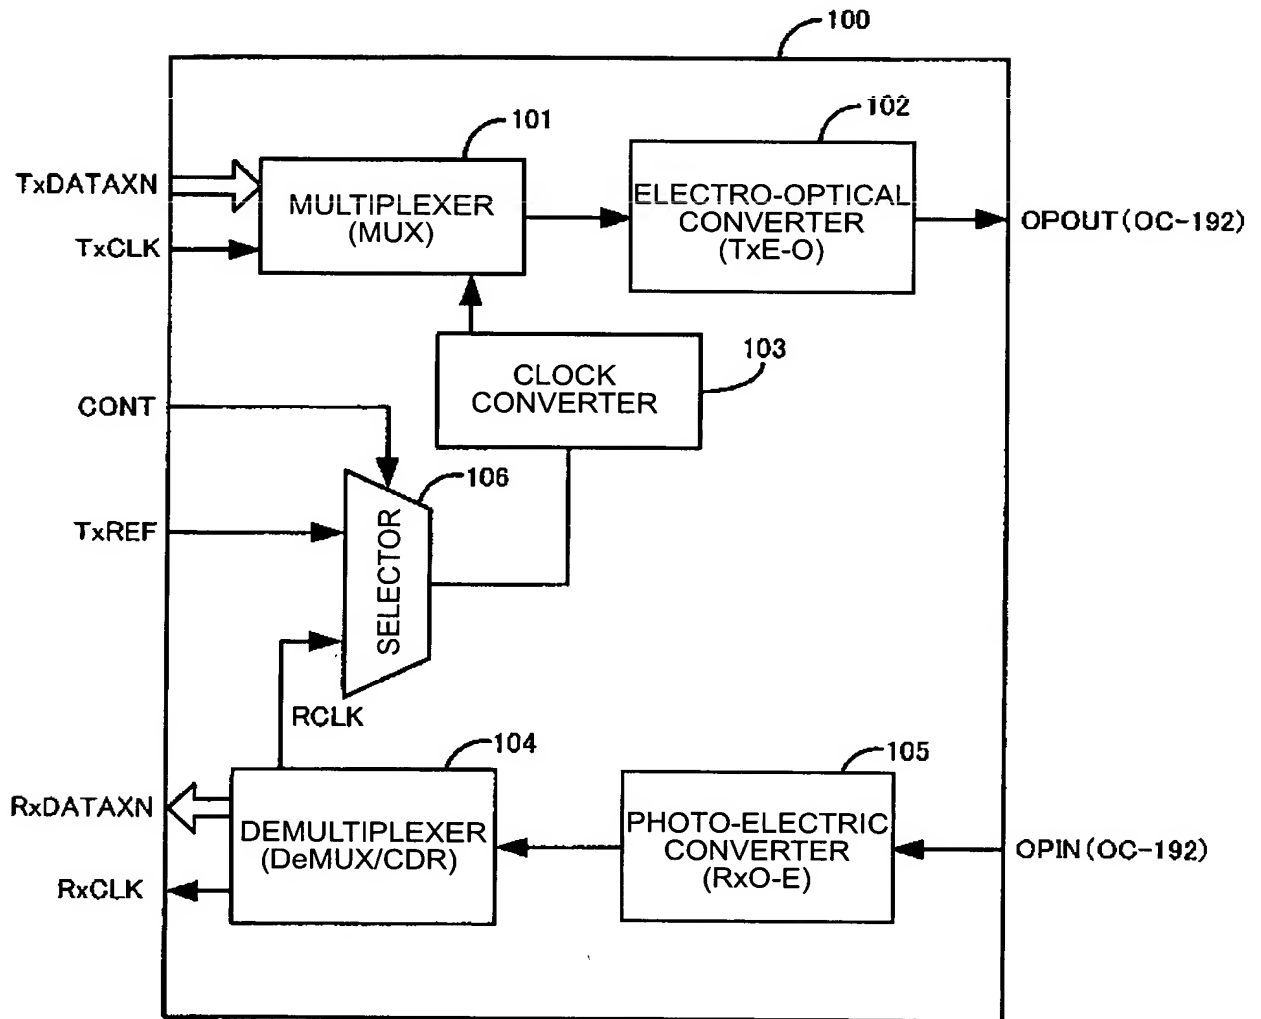 100
101
102
TxDATAXN
TxCLK
MULTIPLEXER
(MUX)
ELECTRO-OPTICAL
CONVERTER
(TxE-O)
OPOUT(OC-192)
103
CLOCK
CONVERTER
CONT
106
TxREF
SELECTOR
RCLK
104
105
RxDATAXN
RxCLK
DEMULTIPLEXER
(DeMUX/CDR)
PHOTO-ELECTRIC
CONVERTER
(RxO-E)
OPIN(OC-192)